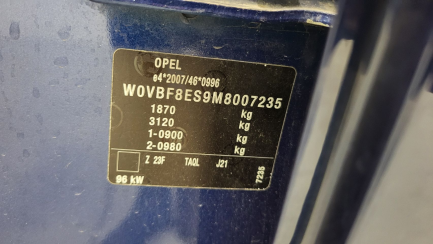 OPEL
e4*2007/46*0996
W0VBF8ES9M8007235
1870 kg
3120 kg
1-0900 kg
2-0980 kg
Z 23F TAOL J21
96 kW
7235